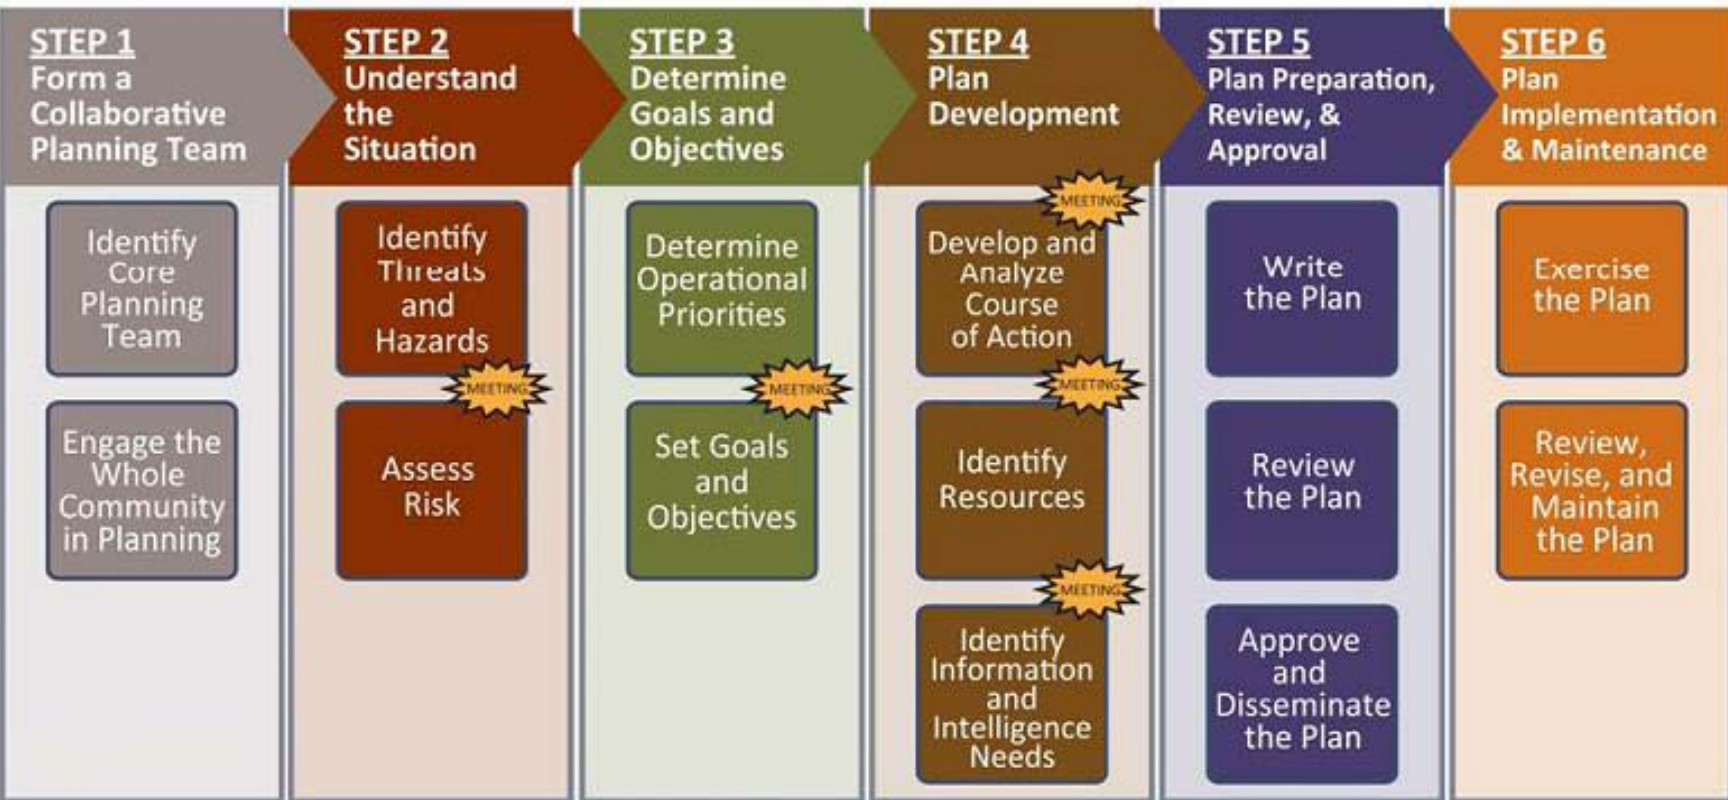 STEP 1
Form a
Collaborative
Planning Team
Identify
Core
Planning
Team
Engage the
Whole
Community
in Planning
STEP 2
Understand
the
Situation
Identify
Threats
and
Hazards
MEETING
Assess
Risk
STEP 3
Determine
Goals and
Objectives
Determine
Operational
Priorities
MEETING
Set Goals
and
Objectives
STEP 4
Plan
Development
MEETING
Develop and
Analyze
Course
of Action
MEETING
Identify
Resources
MEETING
Identify
Information
and
Intelligence
Needs
STEP 5
Plan Preparation,
Review, &
Approval
Write
the Plan
Review
the Plan
Approve
and
Disseminate
the Plan
STEP 6
Plan
Implementation
& Maintenance
Exercise
the Plan
Review,
Revise, and
Maintain
the Plan